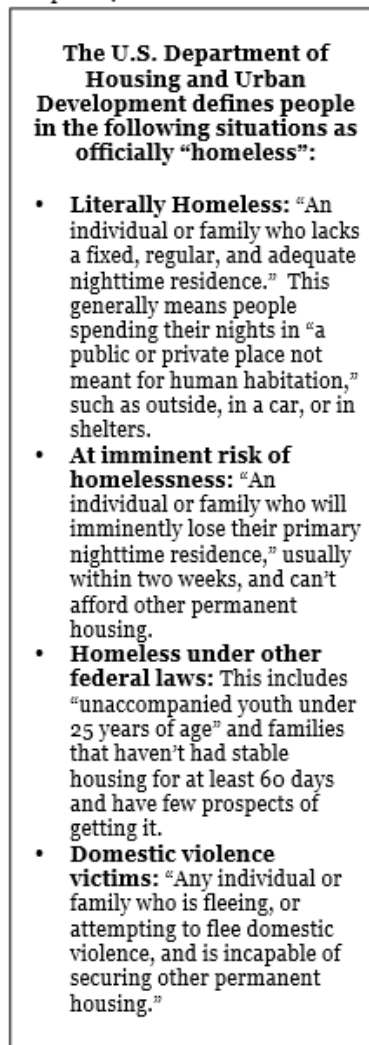 The U.S. Department of
Housing and Urban
Development defines people
in the following situations as
officially “homeless”:
• Literally Homeless: “An
individual or family who lacks
a fixed, regular, and adequate
nighttime residence.” This
generally means people
spending their nights in “a
public or private place not
meant for human habitation,”
such as outside, in a car, or in
shelters.
• At imminent risk of
homelessness: “An
individual or family who will
imminently lose their primary
nighttime residence,” usually
within two weeks, and can’t
afford other permanent
housing.
• Homeless under other
federal laws: This includes
“unaccompanied youth under
25 years of age” and families
that haven’t had stable
housing for at least 60 days
and have few prospects of
getting it.
• Domestic violence
victims: “Any individual or
family who is fleeing, or
attempting to flee domestic
violence, and is incapable of
securing other permanent
housing.”